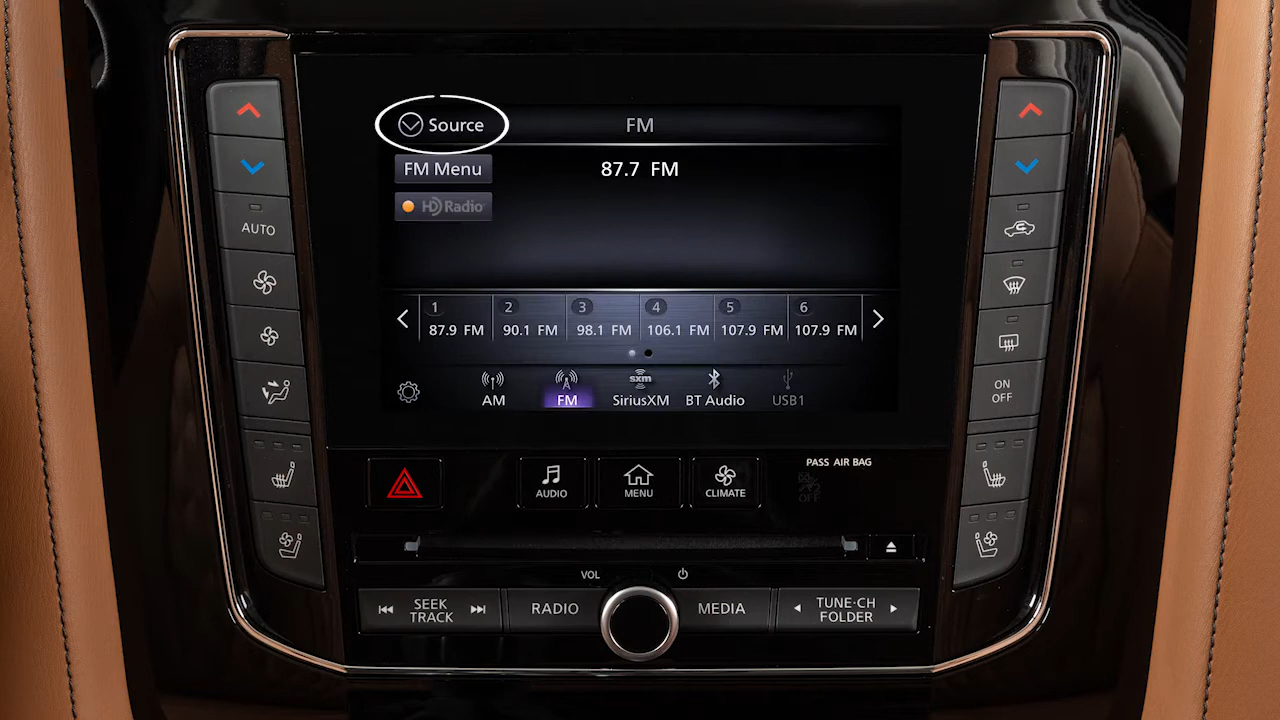 Source
FM
FM Menu
87.7 FM
HD Radio
AUTO
1 2 3 4 5 6
87.9 FM 90.1 FM 98.1 FM 106.1 FM 107.9 FM 107.9 FM
sxm
AM FM SiriusXM BT Audio USB1
ON
OFF
PASS AIR BAG
OFF
AUDIO MENU CLIMATE
VOL
SEEK
TRACK
RADIO
MEDIA
TUNE·CH
FOLDER